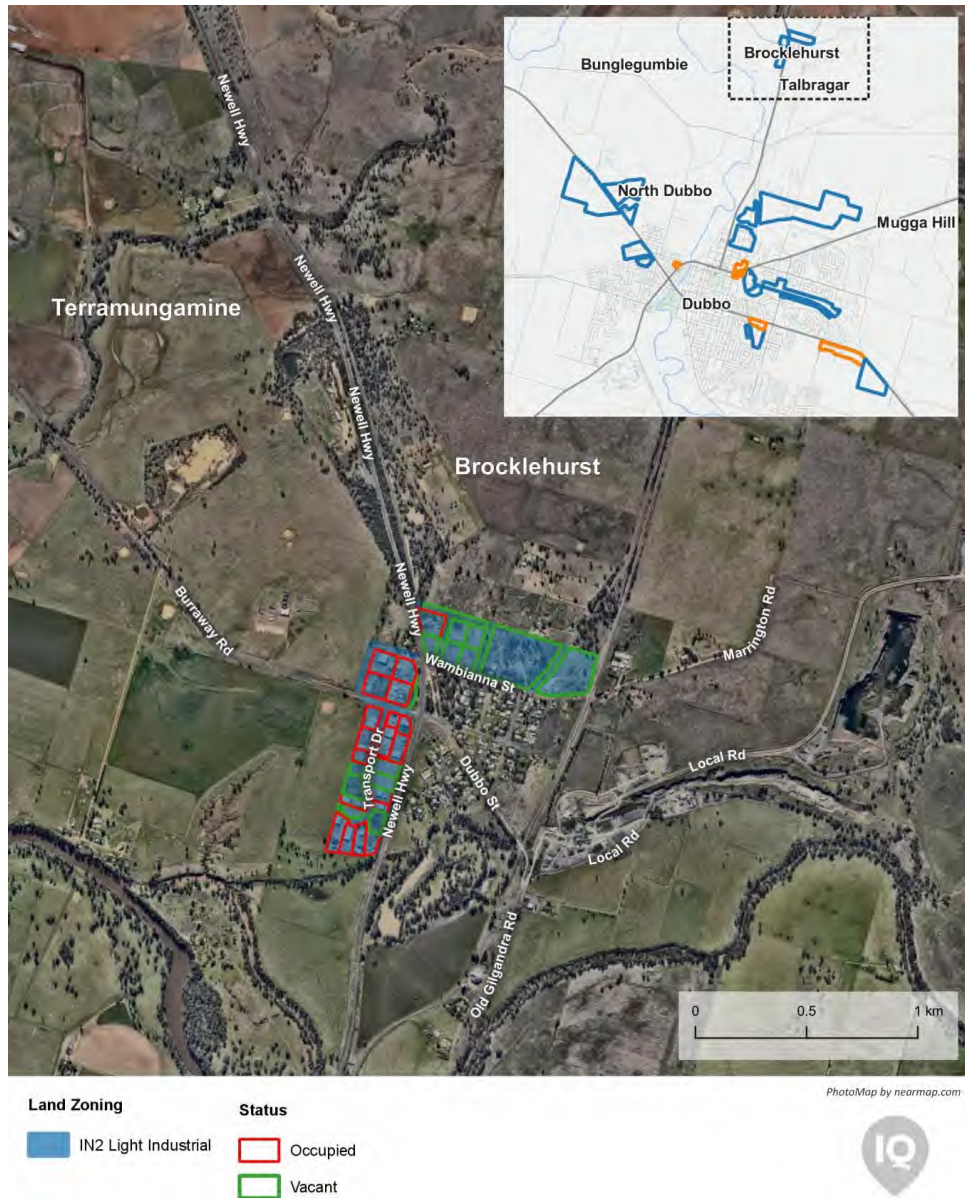 Newell Hwy
Terramungamine
Newell Hwy
Newell Hwy
Brocklehurst
Newell Hwy
Burraway Rd
Wambianna St
Marrington Rd
Transport Dr
Newell Hwy
Dubbo St
Local Rd
Local Rd
Old Gilgandra Rd
Brocklehurst
Bunglegumbie
Talbragar
North Dubbo
Mugga Hill
Dubbo
0 0.5 1 km
PhotoMap by nearmap.com
Land Zoning
IN2 Light Industrial
Status
Occupied
Vacant
IQ